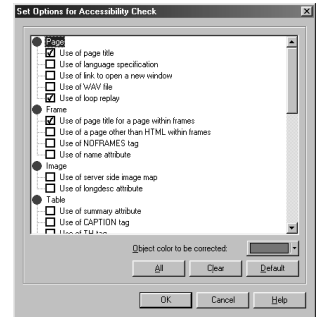 Set Options for Accessibility Check
Page
Use of page title
Use of language specification
Use of link to open a new window
Use of WAV file
Use of loop replay
Frame
Use of page title for a page within frames
Use of a page other than HTML within frames
Use of NOFRAMES tag
Use of name attribute
Image
Use of server side image map
Use of longdesc attribute
Table
Use of summary attribute
Use of CAPTION tag
Use of TH tag
Object color to be corrected:
All Clear Default
OK Cancel Help